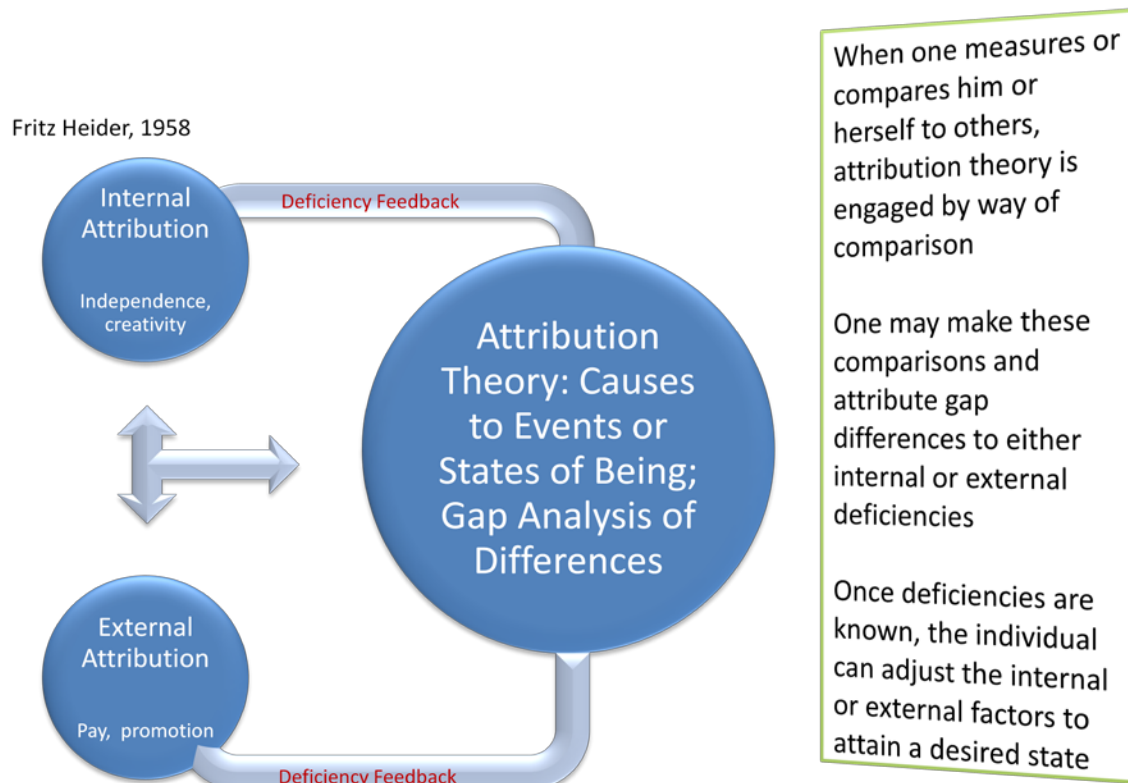 Fritz Heider, 1958
Internal
Attribution
Independence,
creativity
Deficiency Feedback
Attribution
Theory: Causes
to Events or
States of Being;
Gap Analysis of
Differences
External
Attribution
Pay, promotion
Deficiency Feedback
When one measures or
compares him or
herself to others,
attribution theory is
engaged by way of
comparison
One may make these
comparisons and
attribute gap
differences to either
internal or external
deficiencies
Once deficiencies are
known, the individual
can adjust the internal
or external factors to
attain a desired state